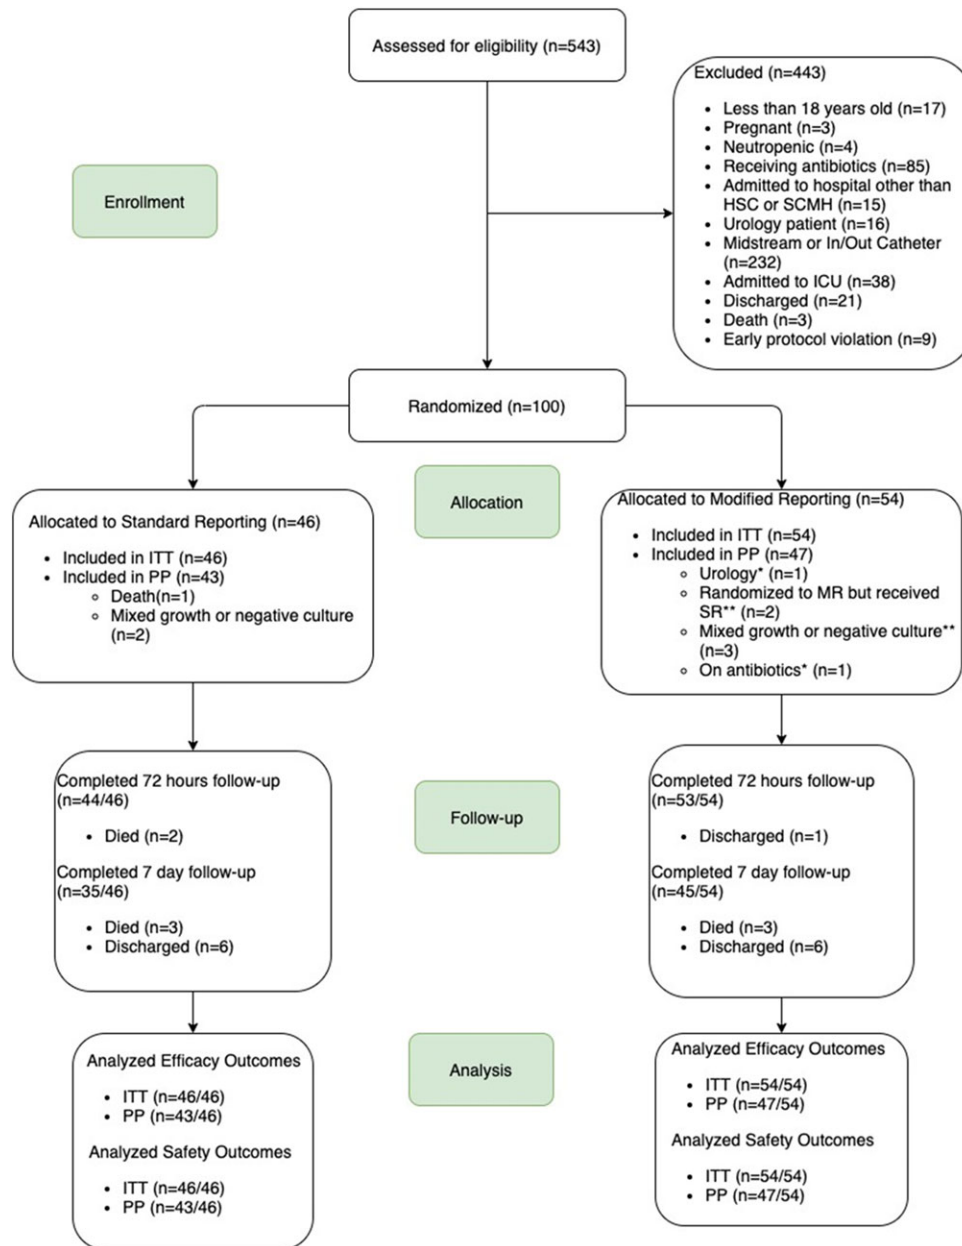 Assessed for eligibility (n=543)
Excluded (n=443)
• Less than 18 years old (n=17)
• Pregnant (n=3)
• Neutropenic (n=4)
• Receiving antibiotics (n=85)
• Admitted to hospital other than
HSC or SCMH (n=15)
• Urology patient (n=16)
• Midstream or In/Out Catheter
(n=232)
• Admitted to ICU (n=38)
• Discharged (n=21)
• Death (n=3)
• Early protocol violation (n=9)
Enrollment
Randomized (n=100)
Allocation
Allocated to Standard Reporting (n=46)
• Included in ITT (n=46)
• Included in PP (n=43)
○ Death(n=1)
○ Mixed growth or negative culture
(n=2)
Allocated to Modified Reporting (n=54)
• Included in ITT (n=54)
• Included in PP (n=47)
○ Urology* (n=1)
○ Randomized to MR but received
SR** (n=2)
○ Mixed growth or negative culture**
(n=3)
○ On antibiotics* (n=1)
Completed 72 hours follow-up
(n=44/46)
• Died (n=2)
Completed 7 day follow-up
(n=35/46)
• Died (n=3)
• Discharged (n=6)
Follow-up
Completed 72 hours follow-up
(n=53/54)
• Discharged (n=1)
Completed 7 day follow-up
(n=45/54)
• Died (n=3)
• Discharged (n=6)
Analyzed Efficacy Outcomes
• ITT (n=46/46)
• PP (n=43/46)
Analyzed Safety Outcomes
• ITT (n=46/46)
• PP (n=43/46)
Analysis
Analyzed Efficacy Outcomes
• ITT (n=54/54)
• PP (n=47/54)
Analyzed Safety Outcomes
• ITT (n=54/54)
• PP (n=47/54)